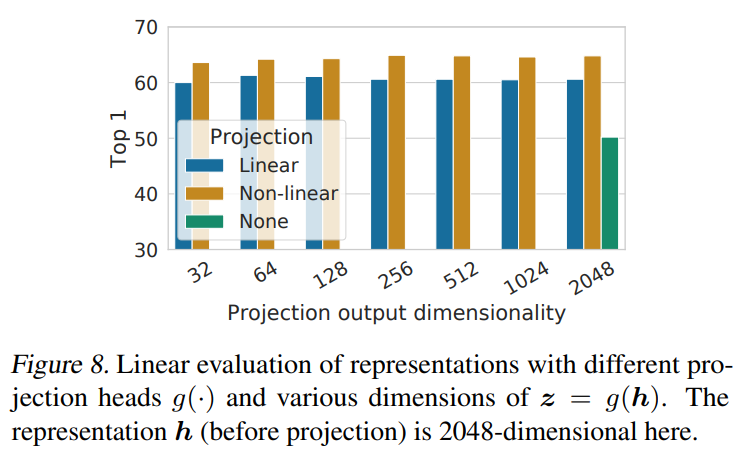 70
60
50
40
30
Top 1
Projection
Linear
Non-linear
None
32 64 128 256 512 1024 2048
Projection output dimensionality
Figure 8. Linear evaluation of representations with different pro-
jection heads g(·) and various dimensions of z = g(h). The
representation h (before projection) is 2048-dimensional here.